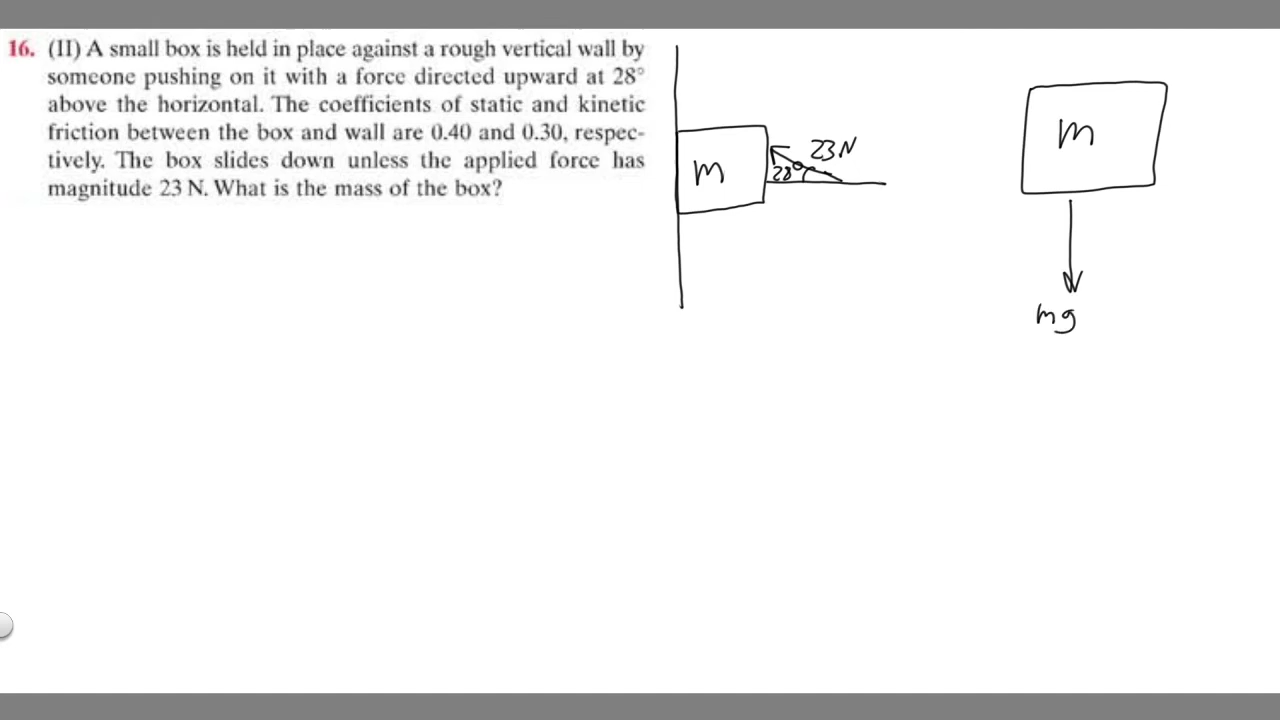 16. (II) A small box is held in place against a rough vertical wall by
someone pushing on it with a force directed upward at 28°
above the horizontal. The coefficients of static and kinetic
friction between the box and wall are 0.40 and 0.30, respec-
tively. The box slides down unless the applied force has
magnitude 23 N. What is the mass of the box?
m
23N
28°
m
mg